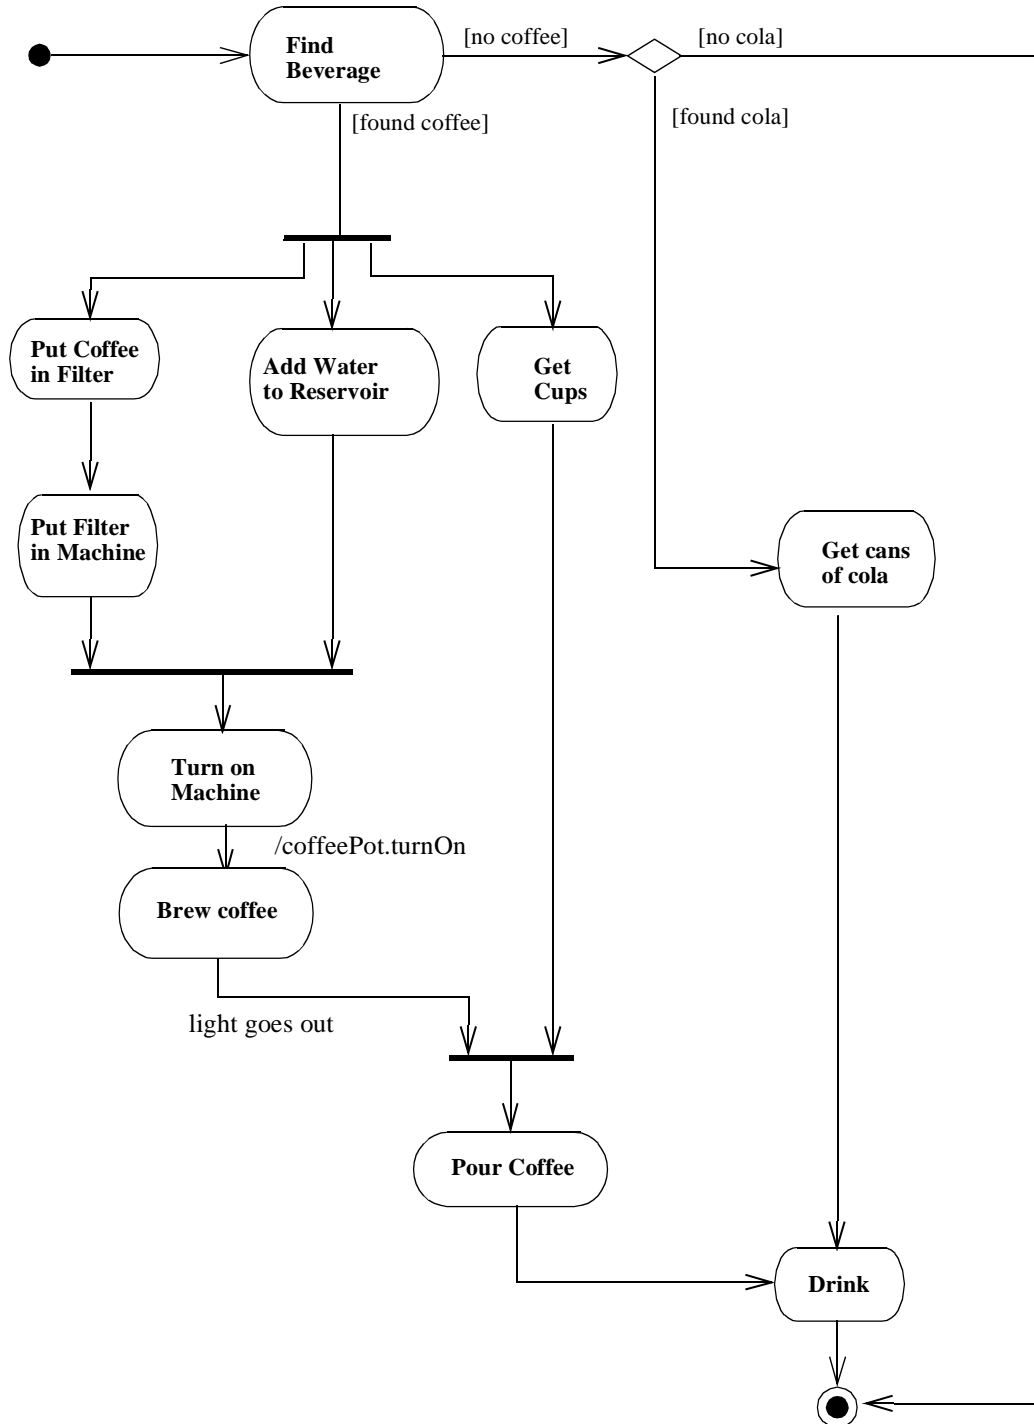 Find
Beverage
[no coffee]
[no cola]
[found coffee]
[found cola]
Put Coffee
in Filter
Add Water
to Reservoir
Get
Cups
Put Filter
in Machine
Get cans
of cola
Turn on
Machine
/coffeePot.turnOn
Brew coffee
light goes out
Pour Coffee
Drink